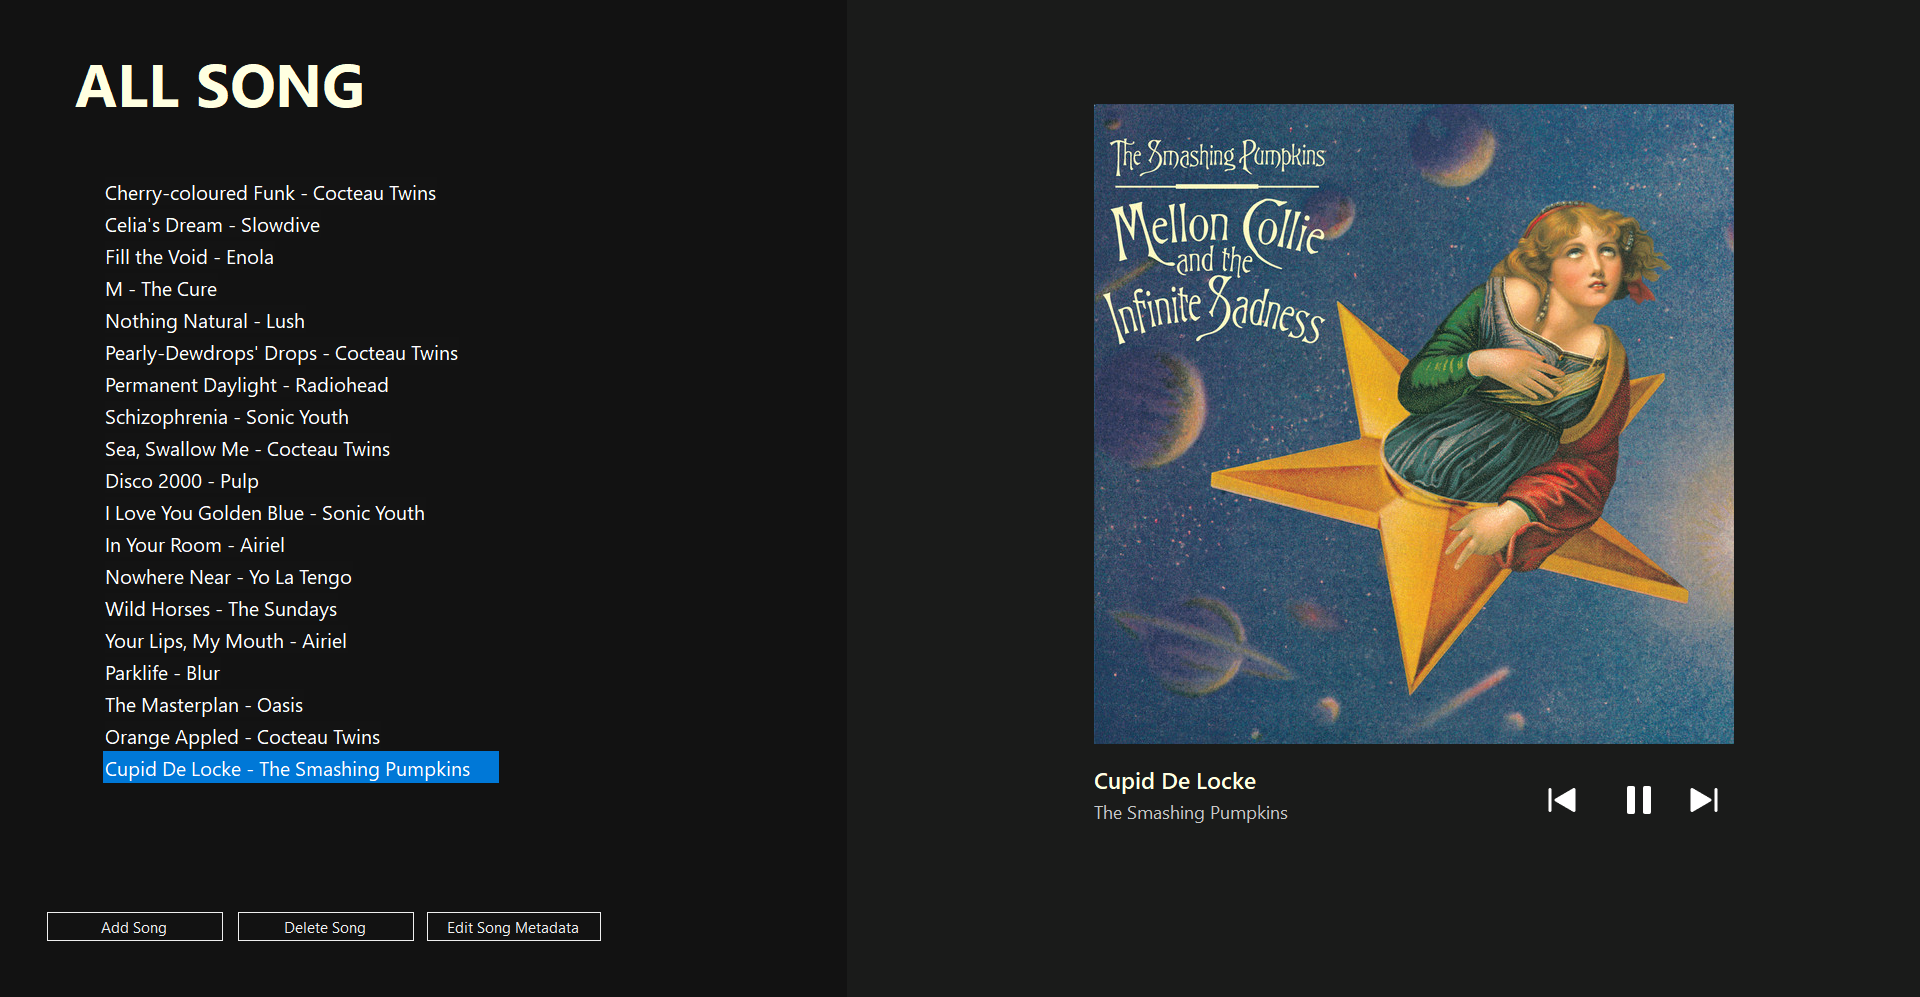 ALL SONG
Cherry-coloured Funk - Cocteau Twins
Celia's Dream - Slowdive
Fill the Void - Enola
M - The Cure
Nothing Natural - Lush
Pearly-Dewdrops' Drops - Cocteau Twins
Permanent Daylight - Radiohead
Schizophrenia - Sonic Youth
Sea, Swallow Me - Cocteau Twins
Disco 2000 - Pulp
I Love You Golden Blue - Sonic Youth
In Your Room - Airiel
Nowhere Near - Yo La Tengo
Wild Horses - The Sundays
Your Lips, My Mouth - Airiel
Parklife - Blur
The Masterplan - Oasis
Orange Appled - Cocteau Twins
Cupid De Locke - The Smashing Pumpkins
Add Song
Delete Song
Edit Song Metadata
The Smashing Pumpkins
Mellon Collie
and the
Infinite Sadness
Cupid De Locke
The Smashing Pumpkins